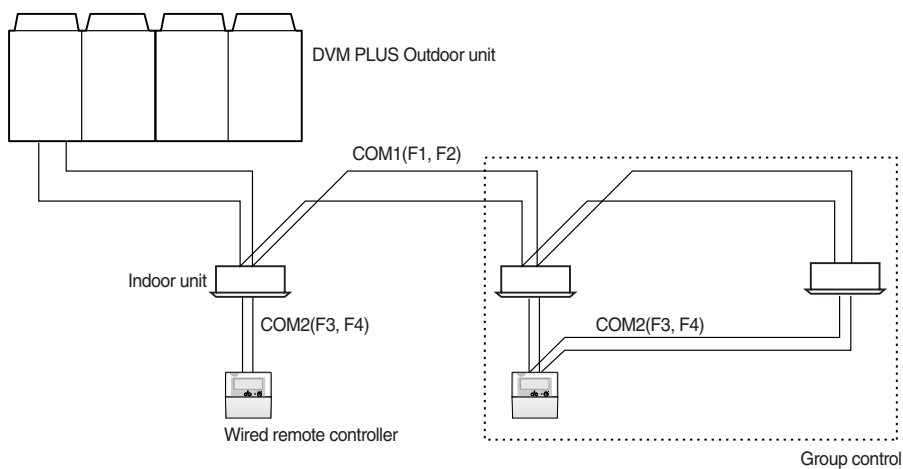 DVM PLUS Outdoor unit
COM1(F1, F2)
Indoor unit
COM2(F3, F4)
COM2(F3, F4)
Wired remote controller
Group control